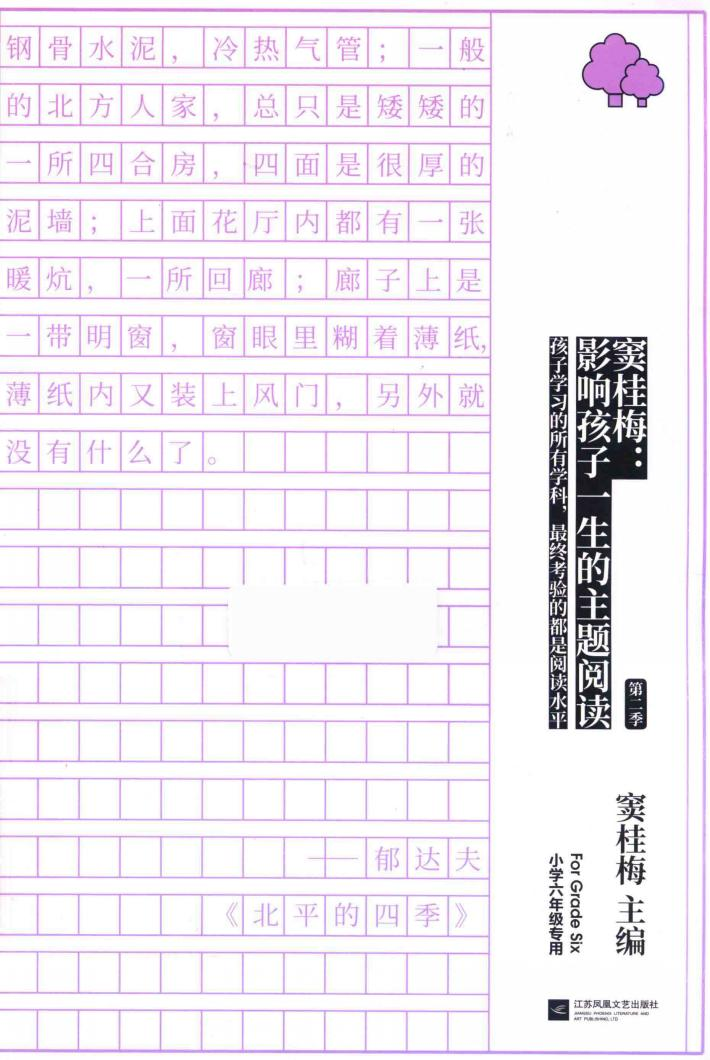 钢骨水泥，冷热气管；一般
的北方人家，总只是矮矮的
一所四合房，四面是很厚的
泥墙；上面花厅内都有一张
暖炕，一所回廊；廊子上是
一带明窗，窗眼里糊着薄纸，
薄纸内又装上风门，另外就
没有什么了。
——郁达夫
《北平的四季》
窦桂梅：
影响孩子一生的主题阅读
孩子学习的所有学科，最终考验的都是阅读水平
第二季
窦桂梅 主编
For Grade Six
小学六年级专用
江苏凤凰文艺出版社
JIANGSU PHOENIX LITERATURE AND
ART PUBLISHING, LTD